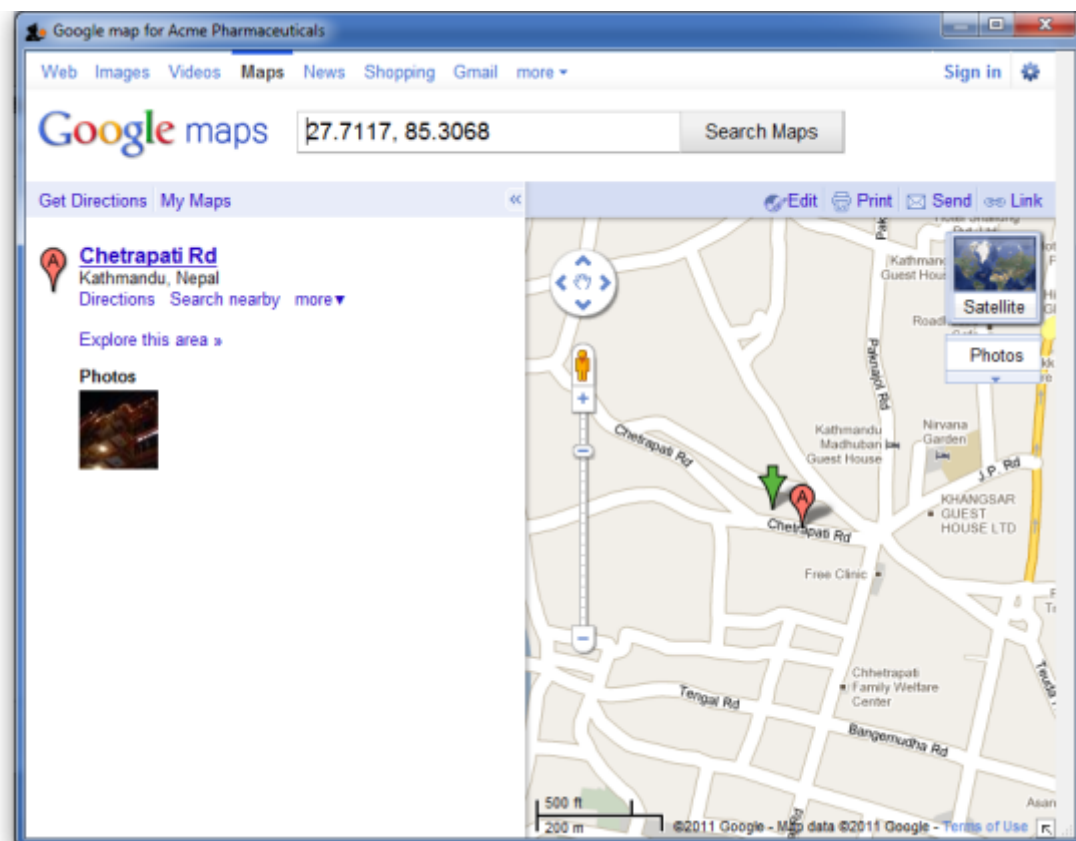 Google map for Acme Pharmaceuticals
Web Images Videos Maps News Shopping Gmail more
Sign in
Google maps
27.7117, 85.3068
Search Maps
Get Directions My Maps
«
Edit Print Send Link
A
Chetrapati Rd
Kathmandu, Nepal
Directions Search nearby more
Explore this area »
Photos
Guest House
Satellite
Photos
Paknajol Rd
Kathmandu
Madhuban
Guest House
Nirvana
Garden
J.P. Rd
KHANGSAR
GUEST
HOUSE LTD
Chetrapati Rd
A
Chetrapati Rd
Free Clinic
Chhetrapati
Family Welfare
Center
Teuda
Tengal Rd
Bangemudha Rd
Asan
500 ft
200 m
©2011 Google - Map data ©2011 Google - Terms of Use